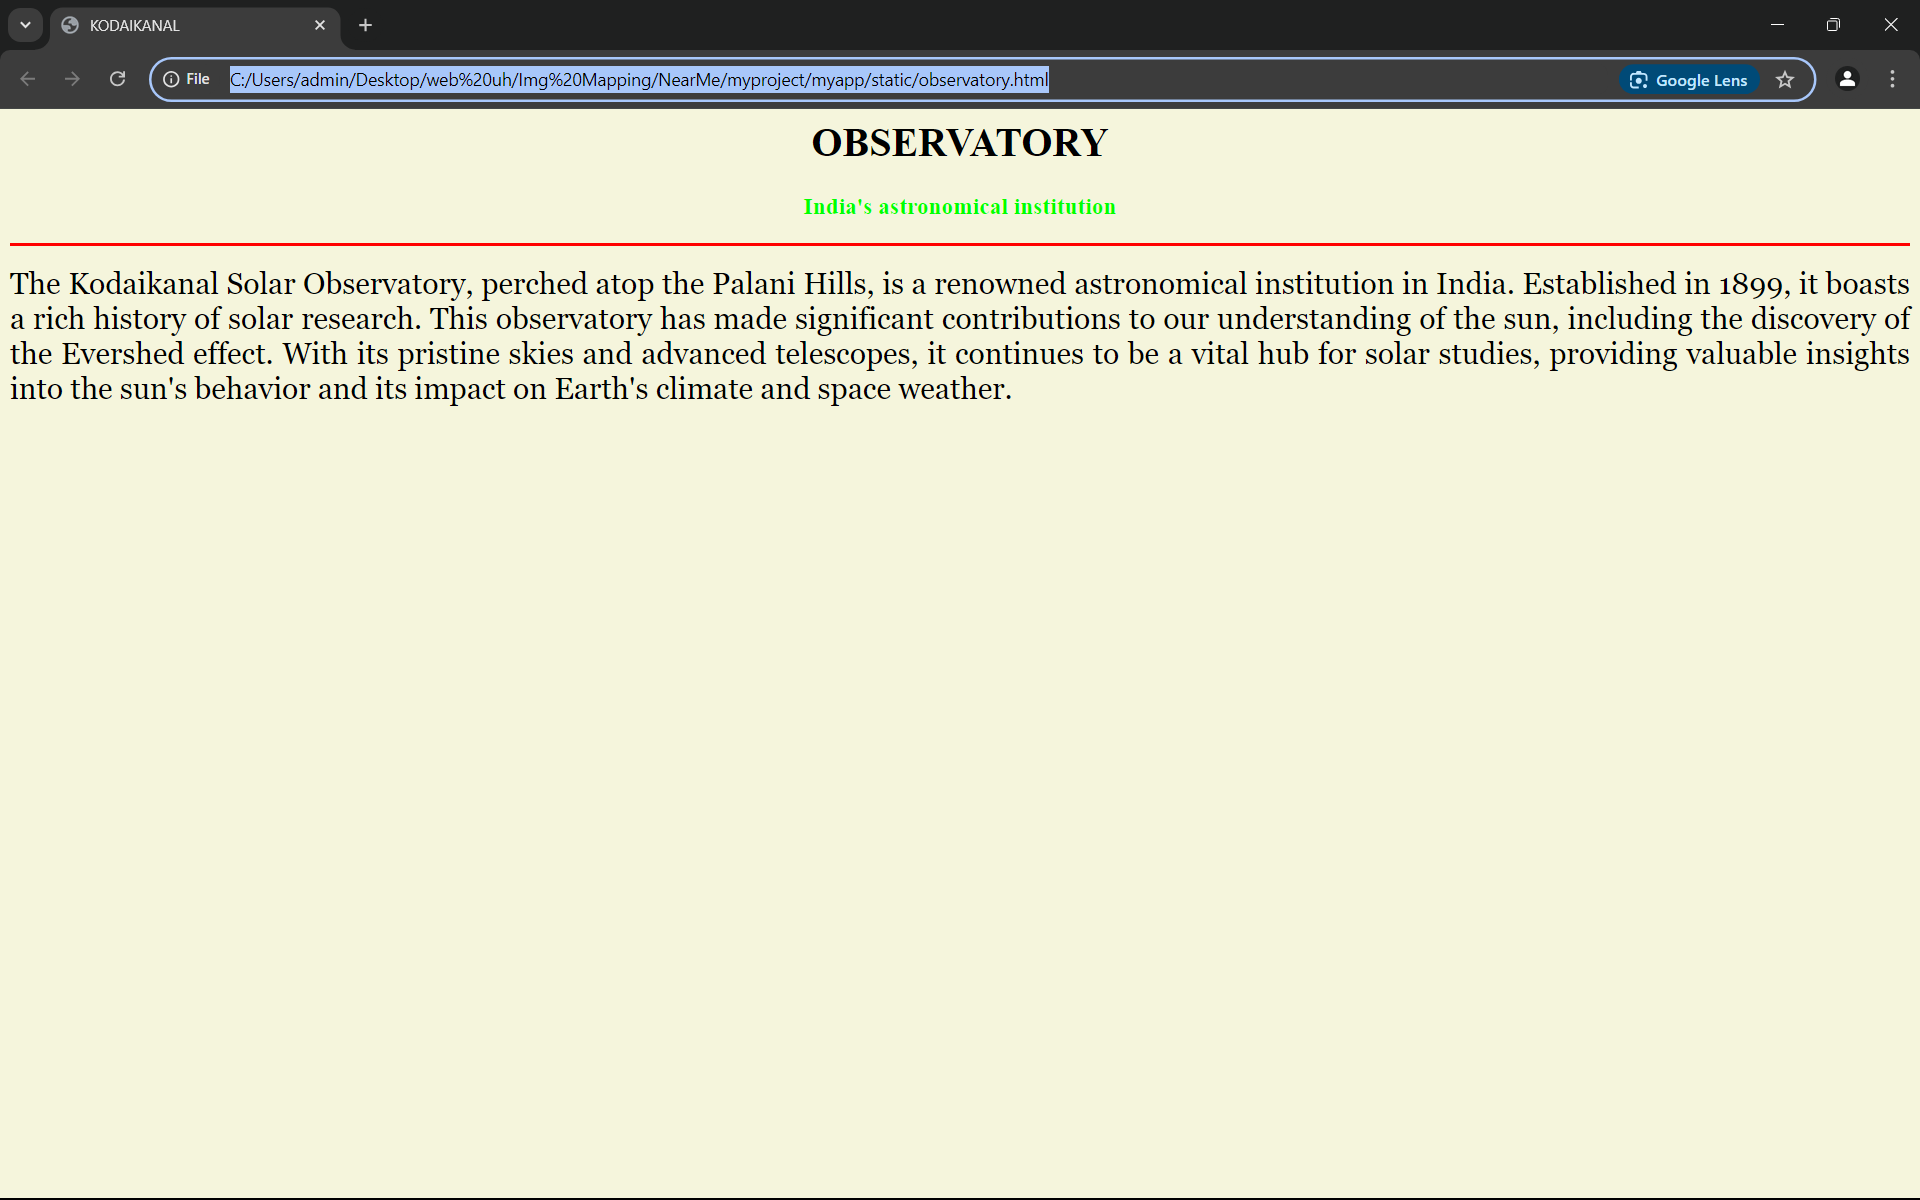 KODAIKANAL
File
C:/Users/admin/Desktop/web%20uh/Img%20Mapping/NearMe/myproject/myapp/static/observatory.html
Google Lens
OBSERVATORY
India's astronomical institution
The Kodaikanal Solar Observatory, perched atop the Palani Hills, is a renowned astronomical institution in India. Established in 1899, it boasts
a rich history of solar research. This observatory has made significant contributions to our understanding of the sun, including the discovery of
the Evershed effect. With its pristine skies and advanced telescopes, it continues to be a vital hub for solar studies, providing valuable insights
into the sun's behavior and its impact on Earth's climate and space weather.